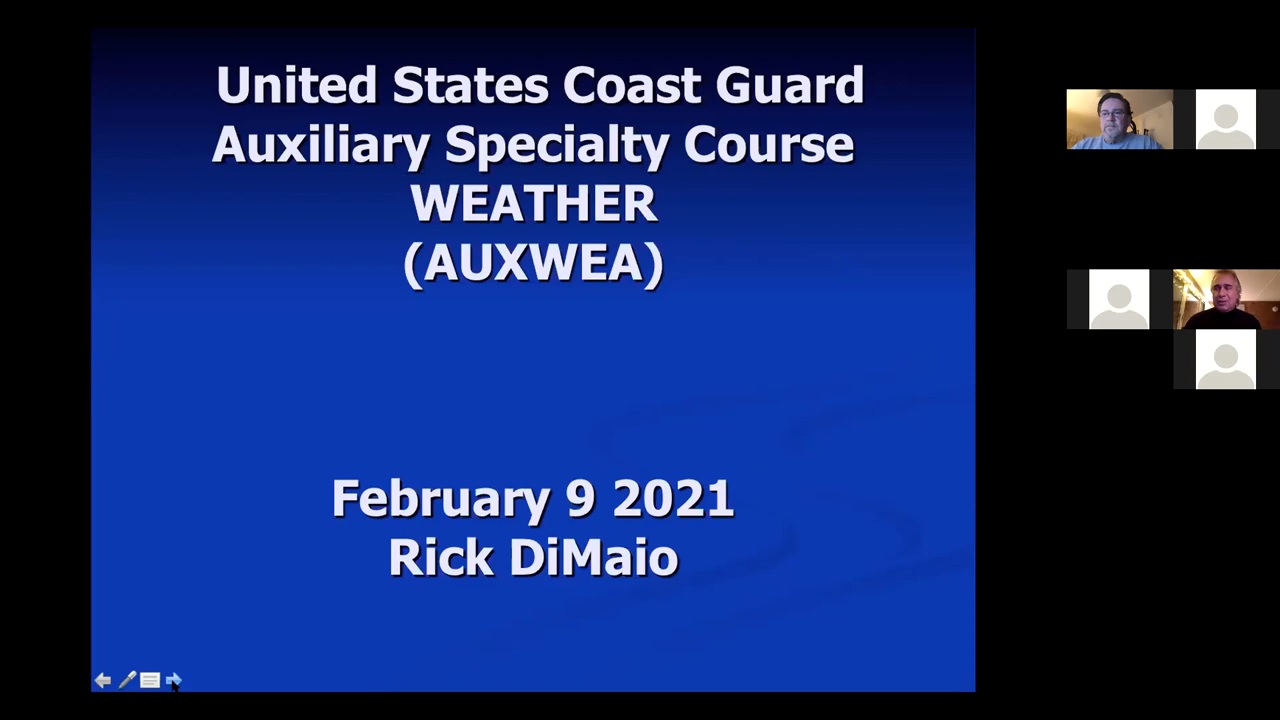 United States Coast Guard
Auxiliary Specialty Course
WEATHER
(AUXWEA)
February 9 2021
Rick DiMaio